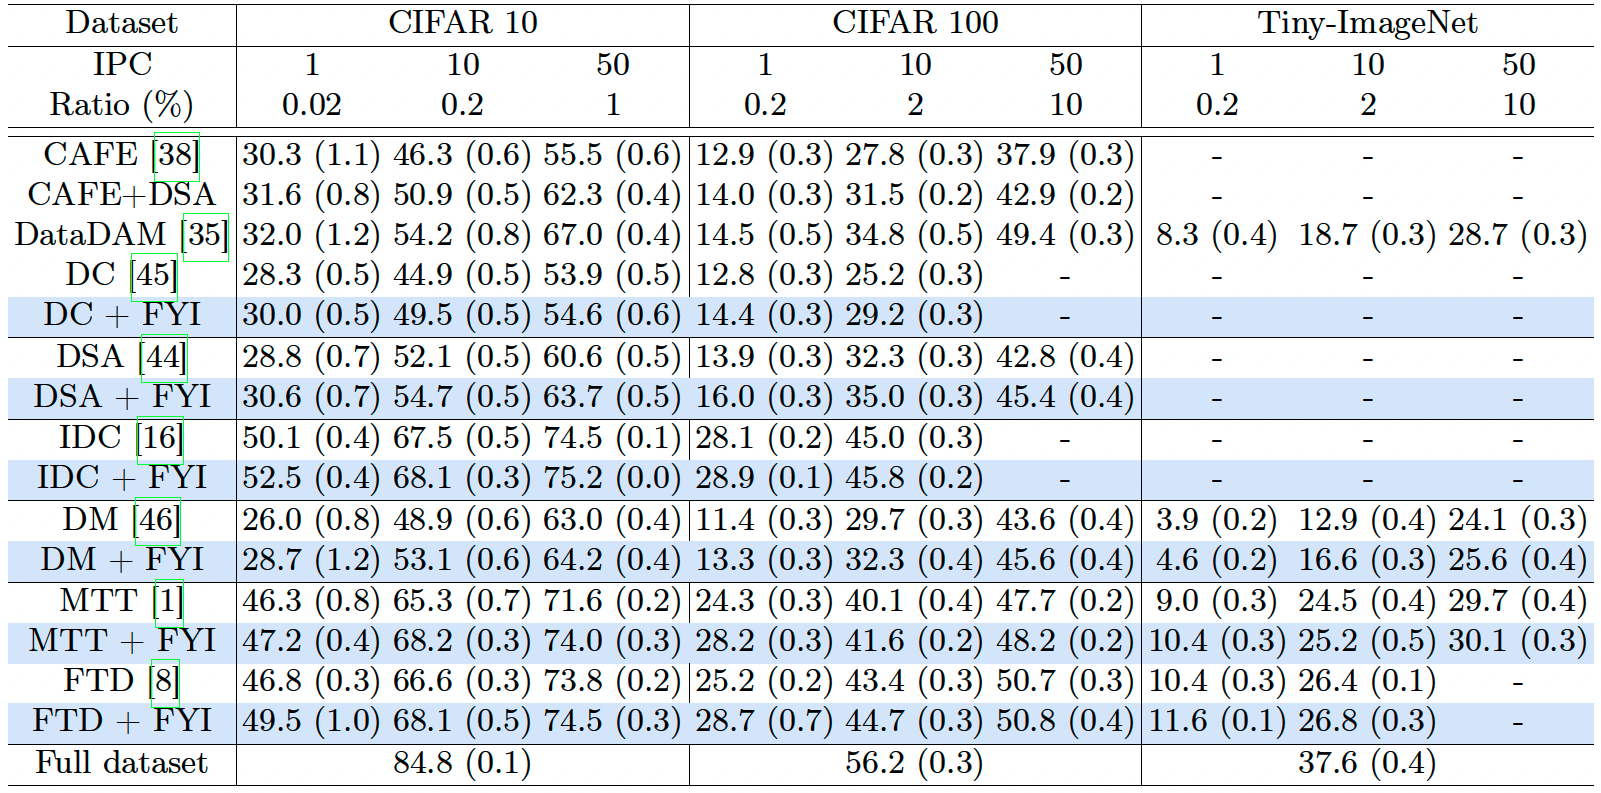 Dataset CIFAR 10 CIFAR 100 Tiny-ImageNet
IPC 1 10 50 1 10 50 1 10 50
Ratio (%) 0.02 0.2 1 0.2 2 10 0.2 2 10
CAFE [38] 30.3 (1.1) 46.3 (0.6) 55.5 (0.6) 12.9 (0.3) 27.8 (0.3) 37.9 (0.3) - - -
CAFE+DSA 31.6 (0.8) 50.9 (0.5) 62.3 (0.4) 14.0 (0.3) 31.5 (0.2) 42.9 (0.2) - - -
DataDAM [35] 32.0 (1.2) 54.2 (0.8) 67.0 (0.4) 14.5 (0.5) 34.8 (0.5) 49.4 (0.3) 8.3 (0.4) 18.7 (0.3) 28.7 (0.3)
DC [45] 28.3 (0.5) 44.9 (0.5) 53.9 (0.5) 12.8 (0.3) 25.2 (0.3) - - - -
DC + FYI 30.0 (0.5) 49.5 (0.5) 54.6 (0.6) 14.4 (0.3) 29.2 (0.3) - - - -
DSA [44] 28.8 (0.7) 52.1 (0.5) 60.6 (0.5) 13.9 (0.3) 32.3 (0.3) 42.8 (0.4) - - -
DSA + FYI 30.6 (0.7) 54.7 (0.5) 63.7 (0.5) 16.0 (0.3) 35.0 (0.3) 45.4 (0.4) - - -
IDC [16] 50.1 (0.4) 67.5 (0.5) 74.5 (0.1) 28.1 (0.2) 45.0 (0.3) - - - -
IDC + FYI 52.5 (0.4) 68.1 (0.3) 75.2 (0.0) 28.9 (0.1) 45.8 (0.2) - - - -
DM [46] 26.0 (0.8) 48.9 (0.6) 63.0 (0.4) 11.4 (0.3) 29.7 (0.3) 43.6 (0.4) 3.9 (0.2) 12.9 (0.4) 24.1 (0.3)
DM + FYI 28.7 (1.2) 53.1 (0.6) 64.2 (0.4) 13.3 (0.3) 32.3 (0.4) 45.6 (0.4) 4.6 (0.2) 16.6 (0.3) 25.6 (0.4)
MTT [1] 46.3 (0.8) 65.3 (0.7) 71.6 (0.2) 24.3 (0.3) 40.1 (0.4) 47.7 (0.2) 9.0 (0.3) 24.5 (0.4) 29.7 (0.4)
MTT + FYI 47.2 (0.4) 68.2 (0.3) 74.0 (0.3) 28.2 (0.3) 41.6 (0.2) 48.2 (0.2) 10.4 (0.3) 25.2 (0.5) 30.1 (0.3)
FTD [8] 46.8 (0.3) 66.6 (0.3) 73.8 (0.2) 25.2 (0.2) 43.4 (0.3) 50.7 (0.3) 10.4 (0.3) 26.4 (0.1) -
FTD + FYI 49.5 (1.0) 68.1 (0.5) 74.5 (0.3) 28.7 (0.7) 44.7 (0.3) 50.8 (0.4) 11.6 (0.1) 26.8 (0.3) -
Full dataset 84.8 (0.1) 56.2 (0.3) 37.6 (0.4)